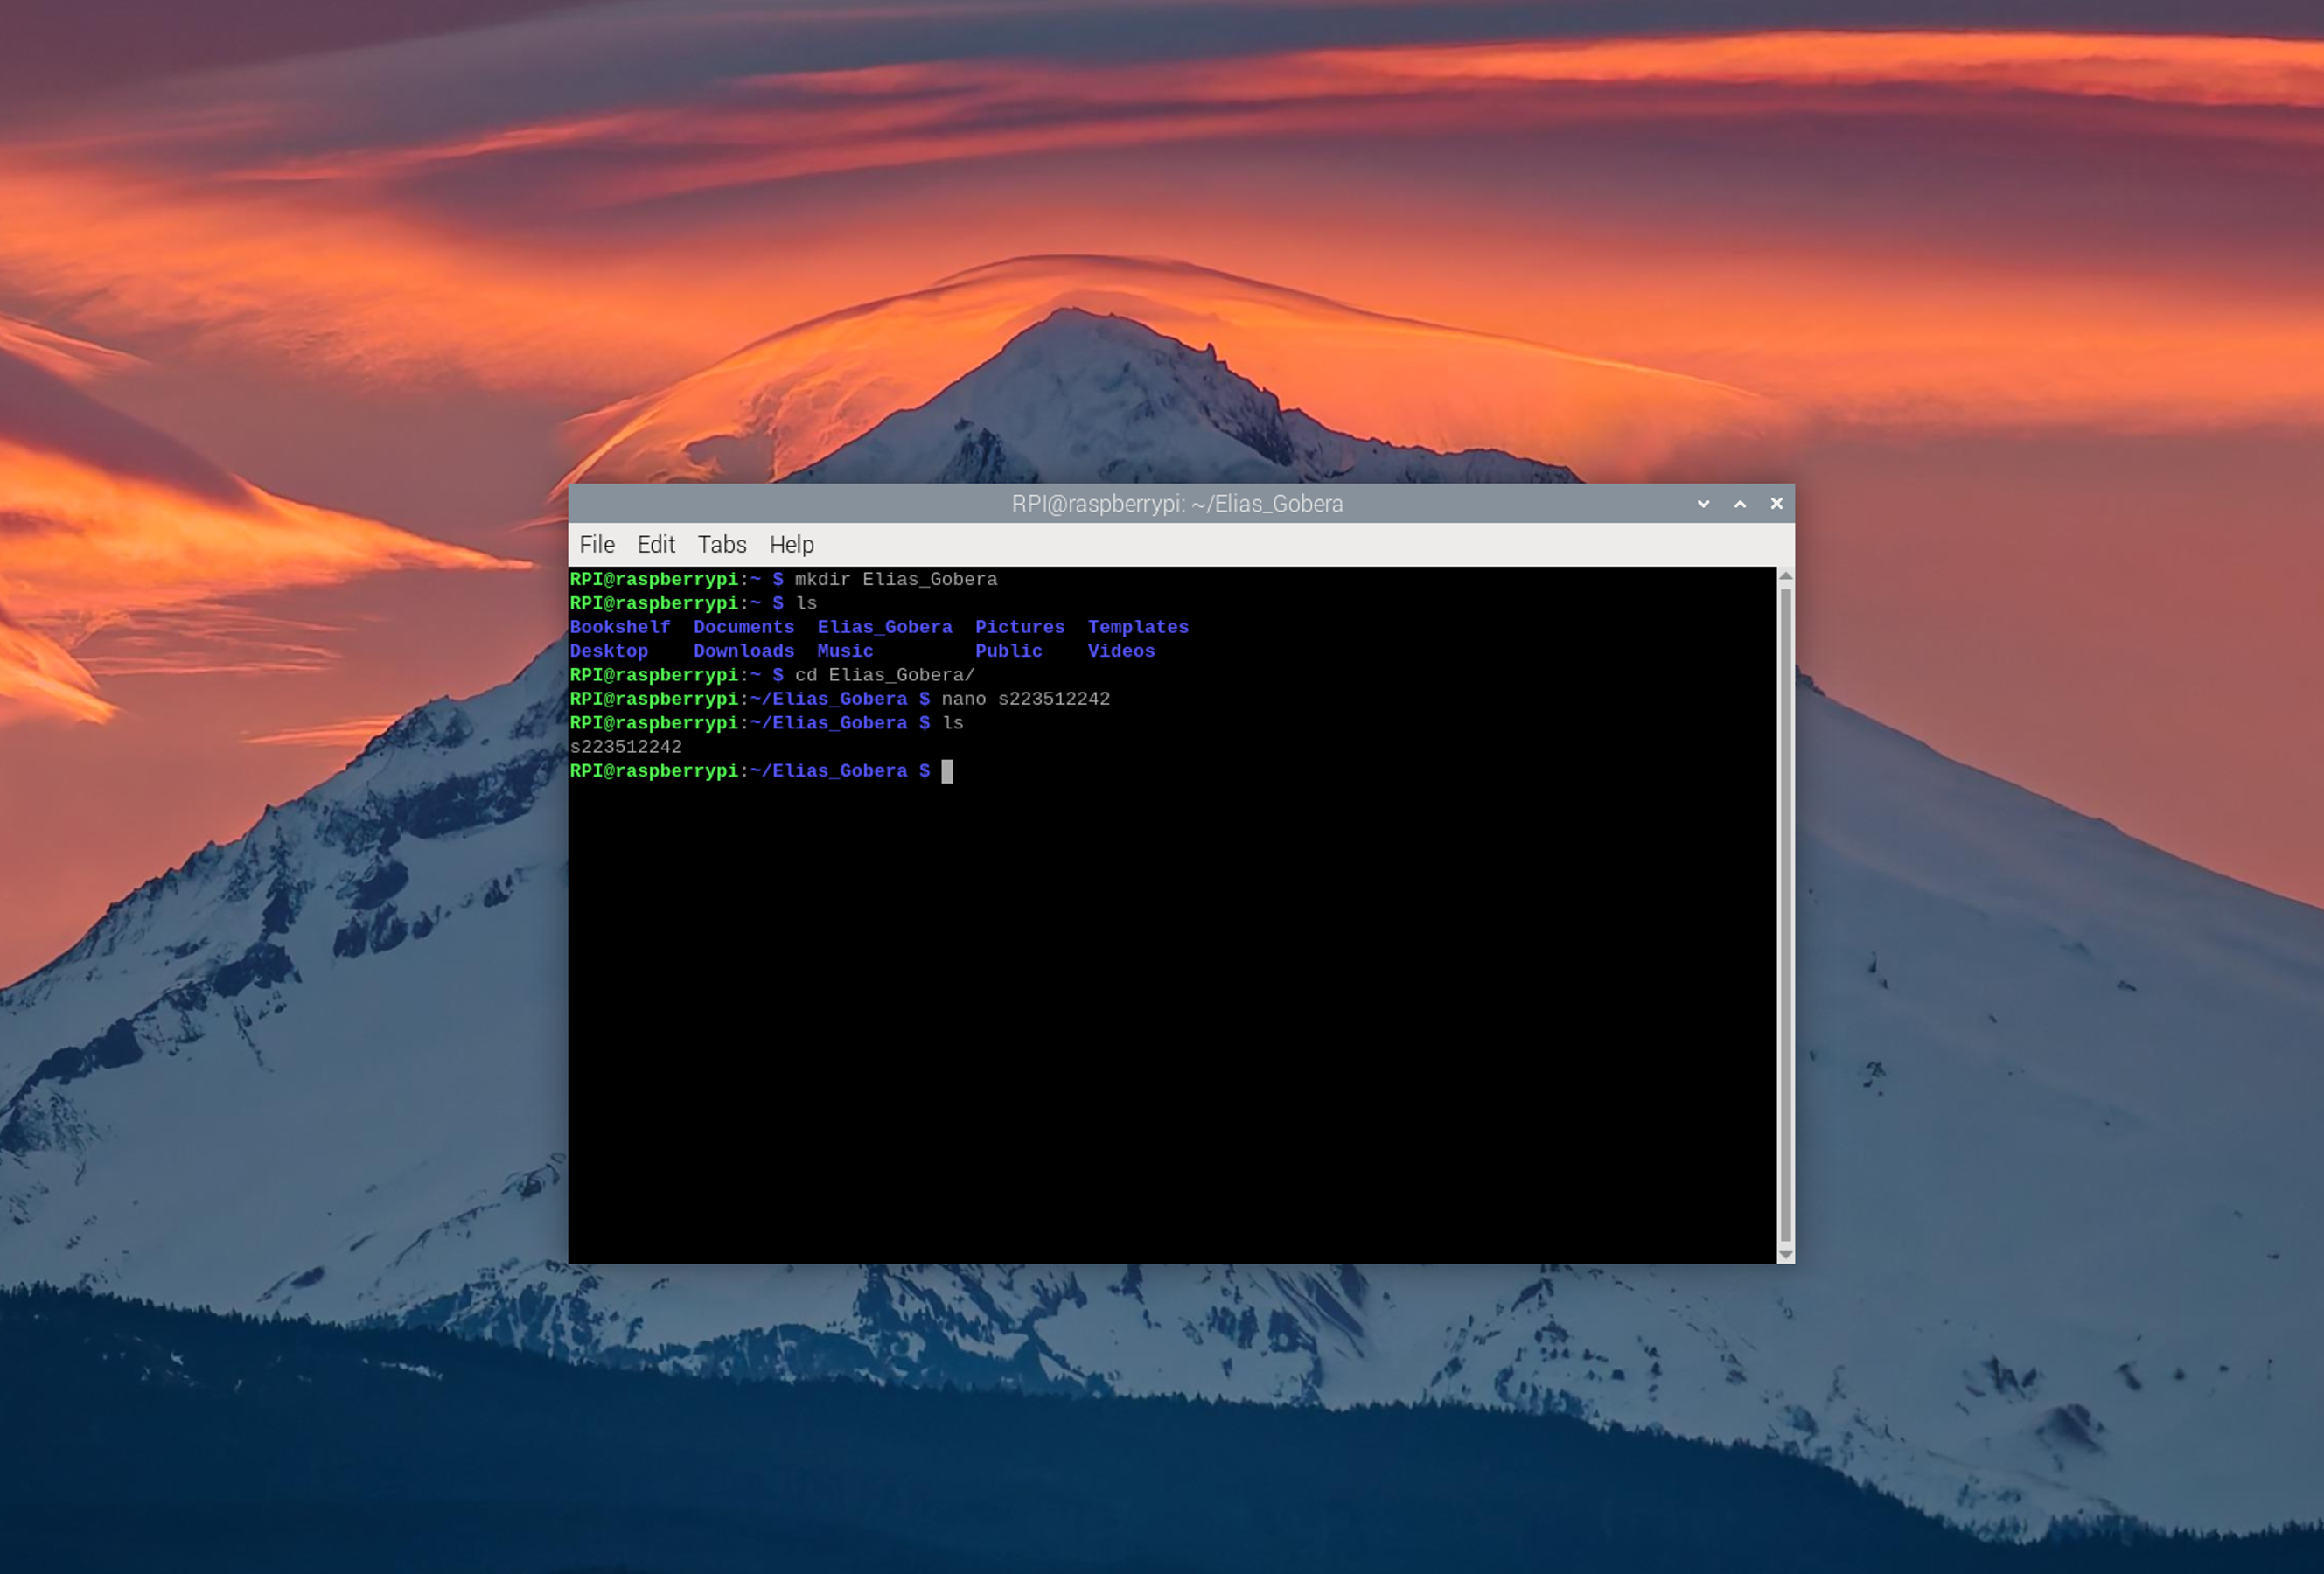 RPI@raspberrypi: ~/Elias_Gobera
File Edit Tabs Help
RPI@raspberrypi:~ $ mkdir Elias_Gobera
RPI@raspberrypi:~ $ ls
Bookshelf Documents Elias_Gobera Pictures Templates
Desktop Downloads Music Public Videos
RPI@raspberrypi:~ $ cd Elias_Gobera/
RPI@raspberrypi:~/Elias_Gobera $ nano s223512242
RPI@raspberrypi:~/Elias_Gobera $ ls
s223512242
RPI@raspberrypi:~/Elias_Gobera $